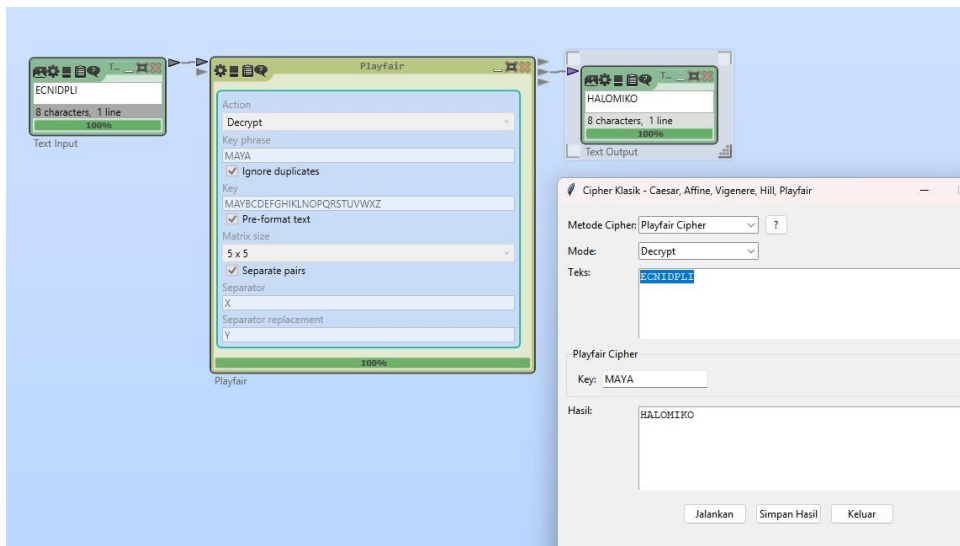 T... 
ECNIDPLI
8 characters, 1 line
100%
Text Input
Playfair
Action
Decrypt
Key phrase
MAYA
Ignore duplicates
Key
MAYBCDEFGHIKLNOPQRSTUVWXZ
Pre-format text
Matrix size
5 x 5
Separate pairs
Separator
X
Separator replacement
Y
100%
Playfair
T...
HALOMIKO
8 characters, 1 line
100%
Text Output
Cipher Klasik - Caesar, Affine, Vigenere, Hill, Playfair
Metode Cipher: Playfair Cipher ?
Mode: Decrypt
Teks: ECNIDPLI
Playfair Cipher
Key: MAYA
Hasil: HALOMIKO
Jalankan Simpan Hasil Keluar